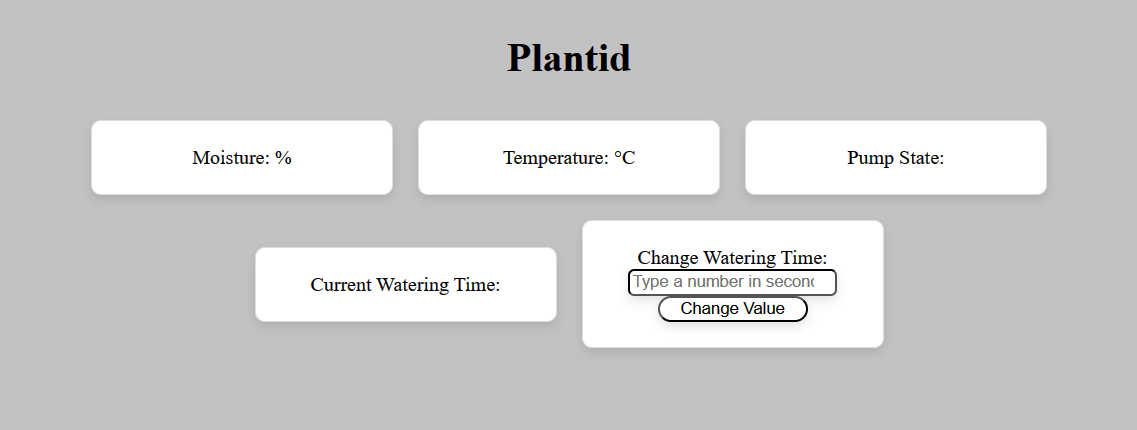 Plantid
Moisture: %
Temperature: °C
Pump State:
Current Watering Time:
Change Watering Time:
Type a number in secon
Change Value